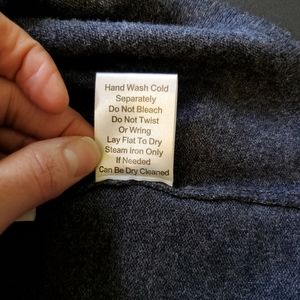 Hand Wash Cold
Separately
Do Not Bleach
Do Not Twist
Or Wring
Lay Flat To Dry
Steam Iron Only
If Needed
Can Be Dry Cleaned